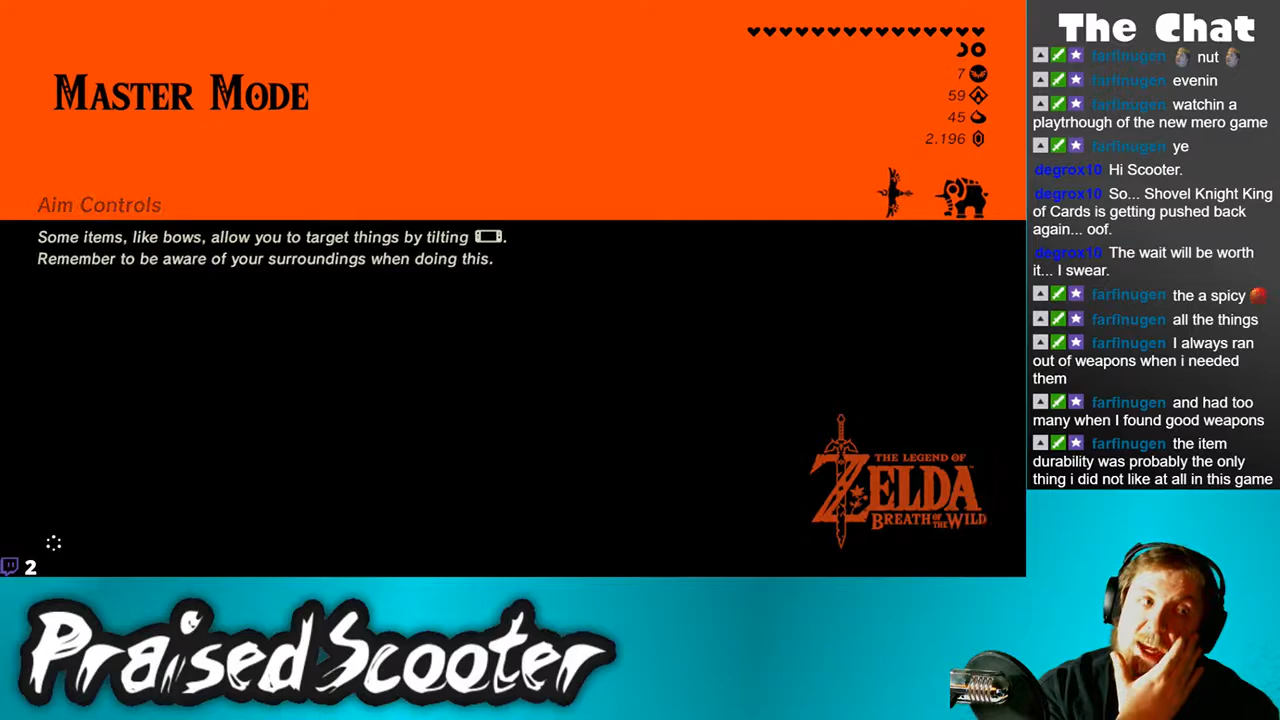 MASTER MODE
7
59
45
2.196
Aim Controls
Some items, like bows, allow you to target things by tilting .
Remember to be aware of your surroundings when doing this.
THE LEGEND OF
ZELDA
BREATH OF THE WILD
2
PraisedScooter
The Chat
farfinugen nut
farfinugen evenin
farfinugen watchin a
playtrhough of the new mero game
farfinugen ye
degrox10 Hi Scooter.
degrox10 So... Shovel Knight King
of Cards is getting pushed back
again... oof.
degrox10 The wait will be worth
it... I swear.
farfinugen the a spicy
farfinugen all the things
farfinugen I always ran
out of weapons when i needed
them
farfinugen and had too
many when I found good weapons
farfinugen the item
durability was probably the only
thing i did not like at all in this game